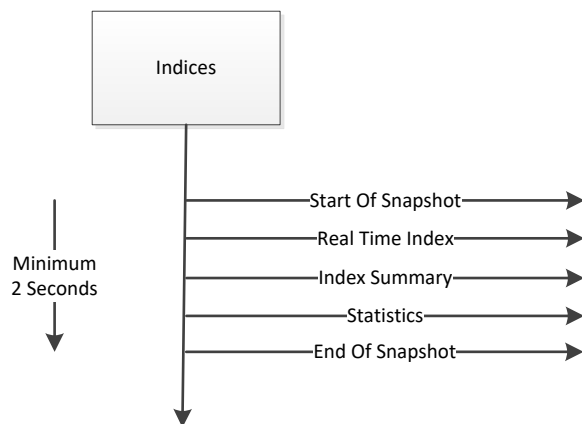 Indices
Start Of Snapshot
Real Time Index
Minimum
2 Seconds
Index Summary
Statistics
End Of Snapshot